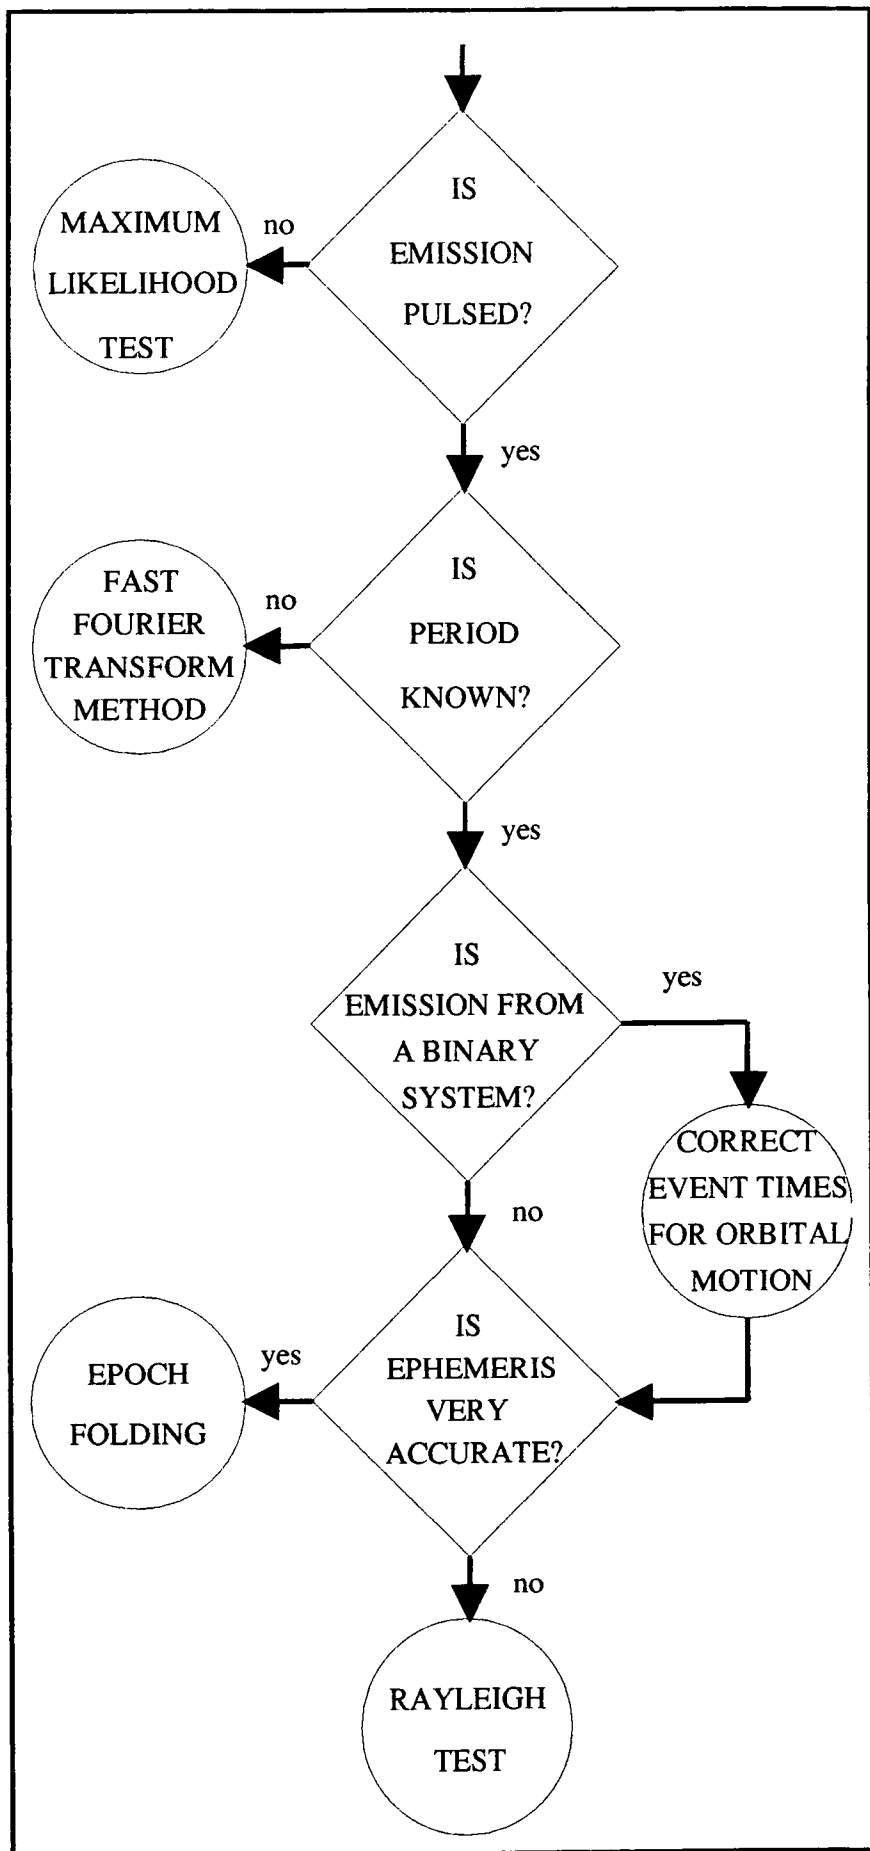 IS
EMISSION
PULSED?
no
MAXIMUM
LIKELIHOOD
TEST
yes
IS
PERIOD
KNOWN?
no
FAST
FOURIER
TRANSFORM
METHOD
yes
IS
EMISSION FROM
A BINARY
SYSTEM?
yes
CORRECT
EVENT TIMES
FOR ORBITAL
MOTION
no
IS
EPHEMERIS
VERY
ACCURATE?
yes
EPOCH
FOLDING
no
RAYLEIGH
TEST